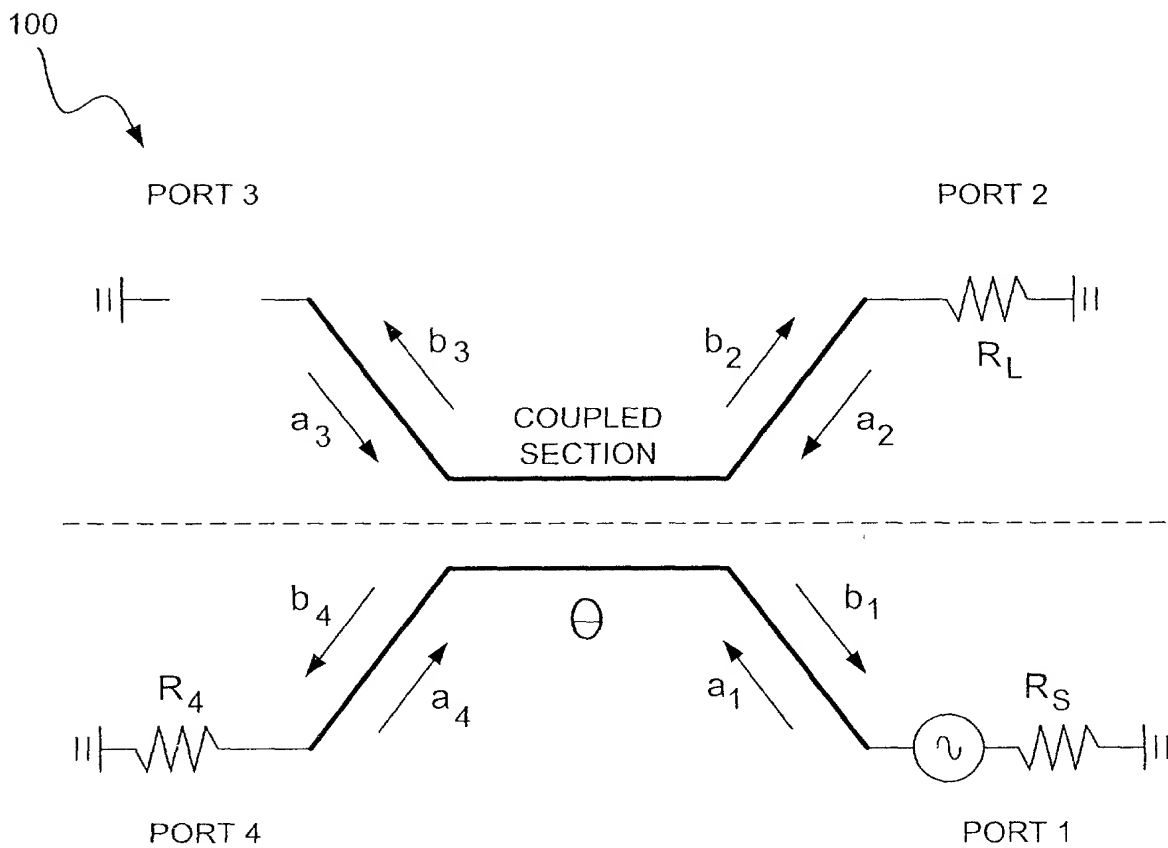 100
PORT 3
PORT 2
b3
b2
RL
a3
COUPLED
SECTION
a2
b4
Θ
b1
R4
a4
a1
RS
PORT 4
PORT 1